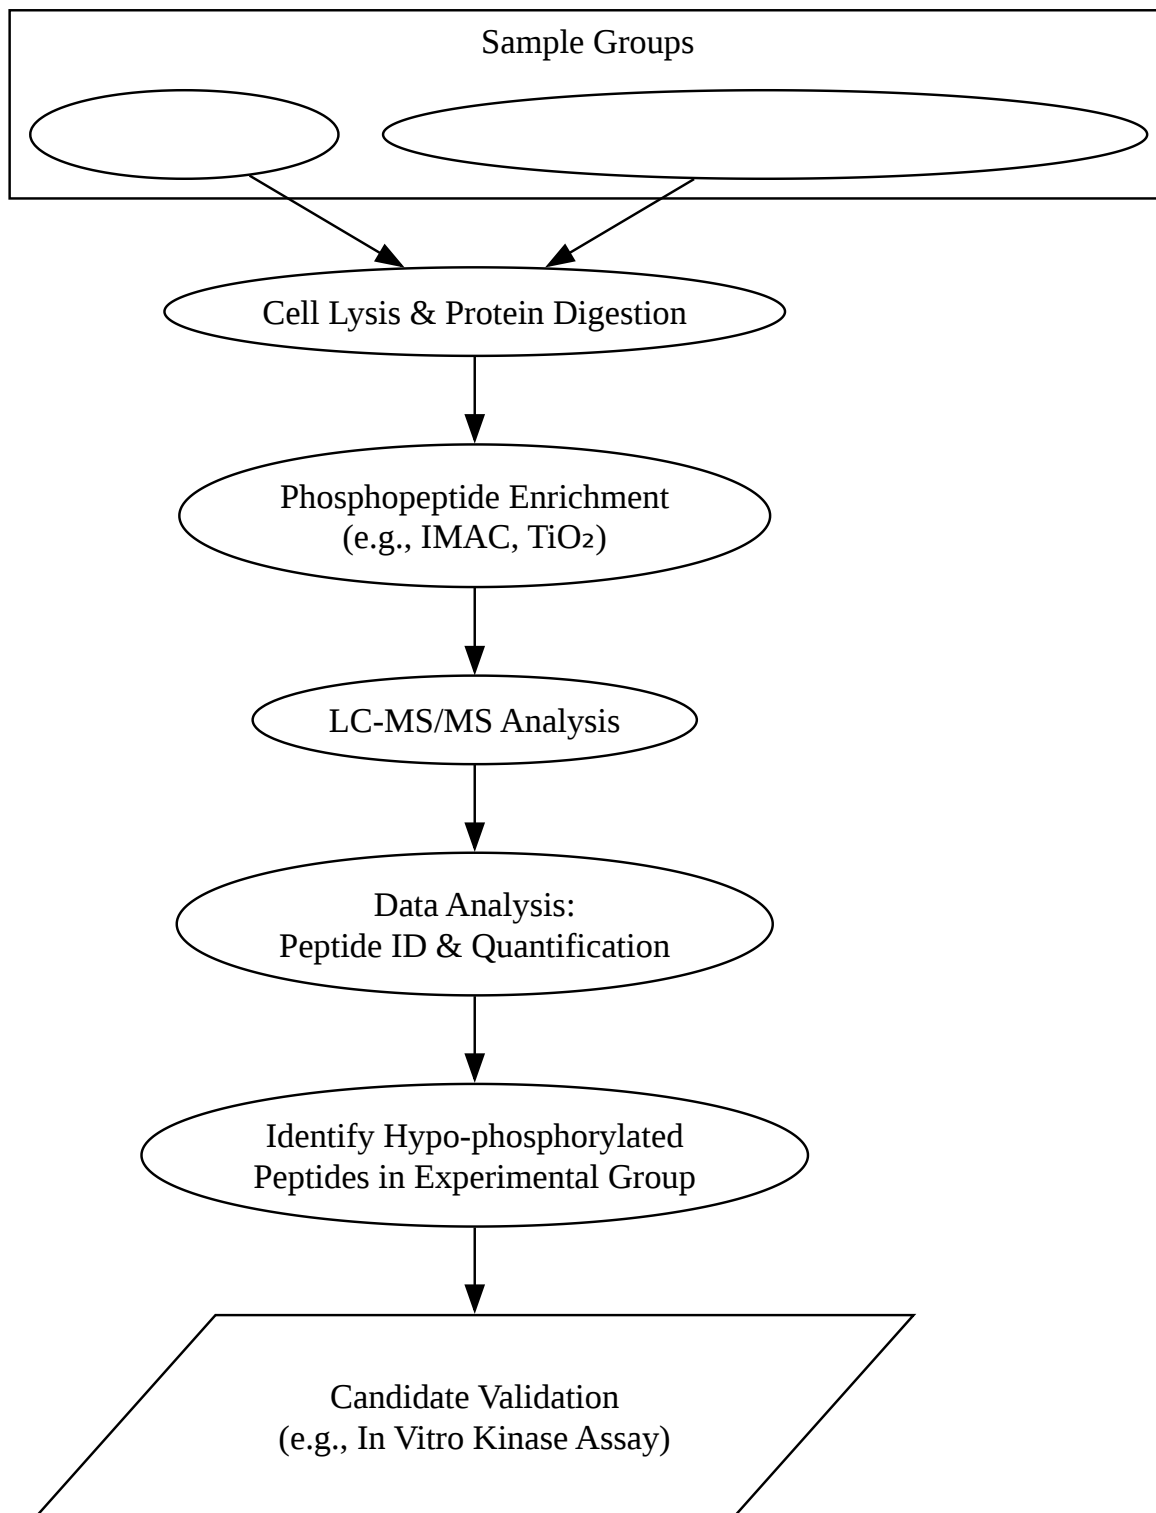 Sample Groups
Cell Lysis & Protein Digestion
Phosphopeptide Enrichment
(e.g., IMAC, TiO₂)
LC-MS/MS Analysis
Data Analysis:
Peptide ID & Quantification
Identify Hypo-phosphorylated
Peptides in Experimental Group
Candidate Validation
(e.g., In Vitro Kinase Assay)